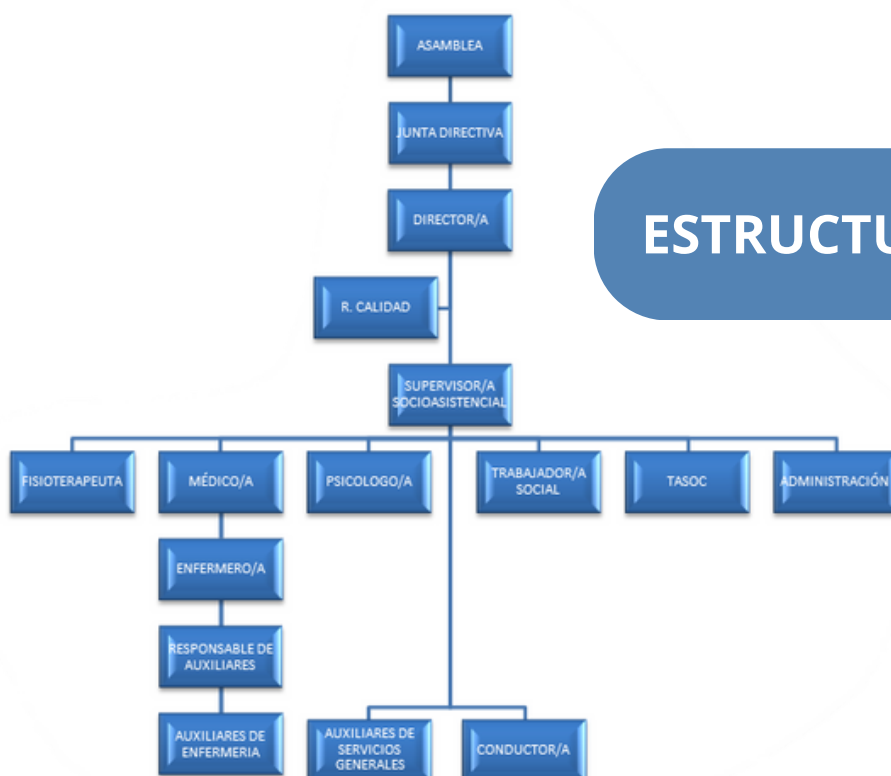 ASAMBLEA
JUNTA DIRECTIVA
DIRECTOR/A
ESTRUCTU
R. CALIDAD
SUPERVISOR/A
SOCIOASISTENCIAL
FISIOTERAPEUTA
MÉDICO/A
PSICOLOGO/A
TRABAJADOR/A
SOCIAL
TASOC
ADMINISTRACIÓN
ENFERMERO/A
RESPONSABLE DE
AUXILIARES
AUXILIARES DE
ENFERMERIA
AUXILIARES DE
SERVICIOS
GENERALES
CONDUCTOR/A